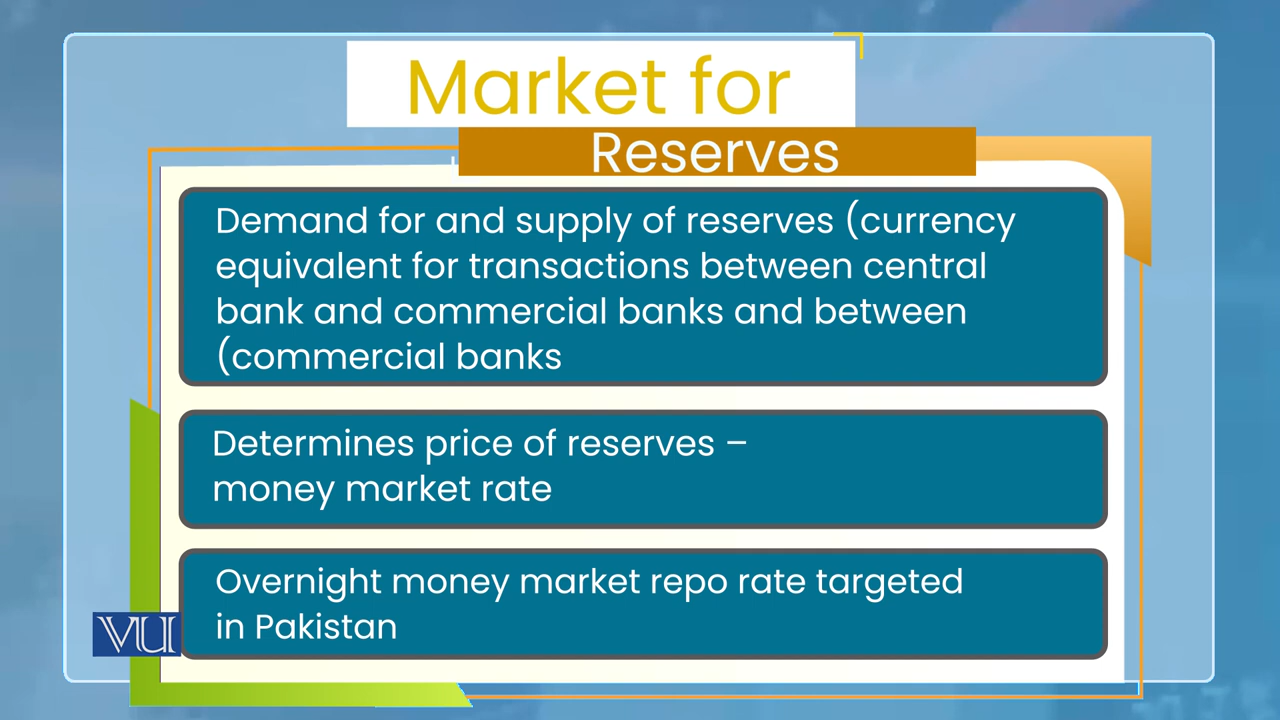 Market for
Reserves
Demand for and supply of reserves (currency
equivalent for transactions between central
bank and commercial banks and between
(commercial banks
Determines price of reserves –
money market rate
Overnight money market repo rate targeted
in Pakistan
VU